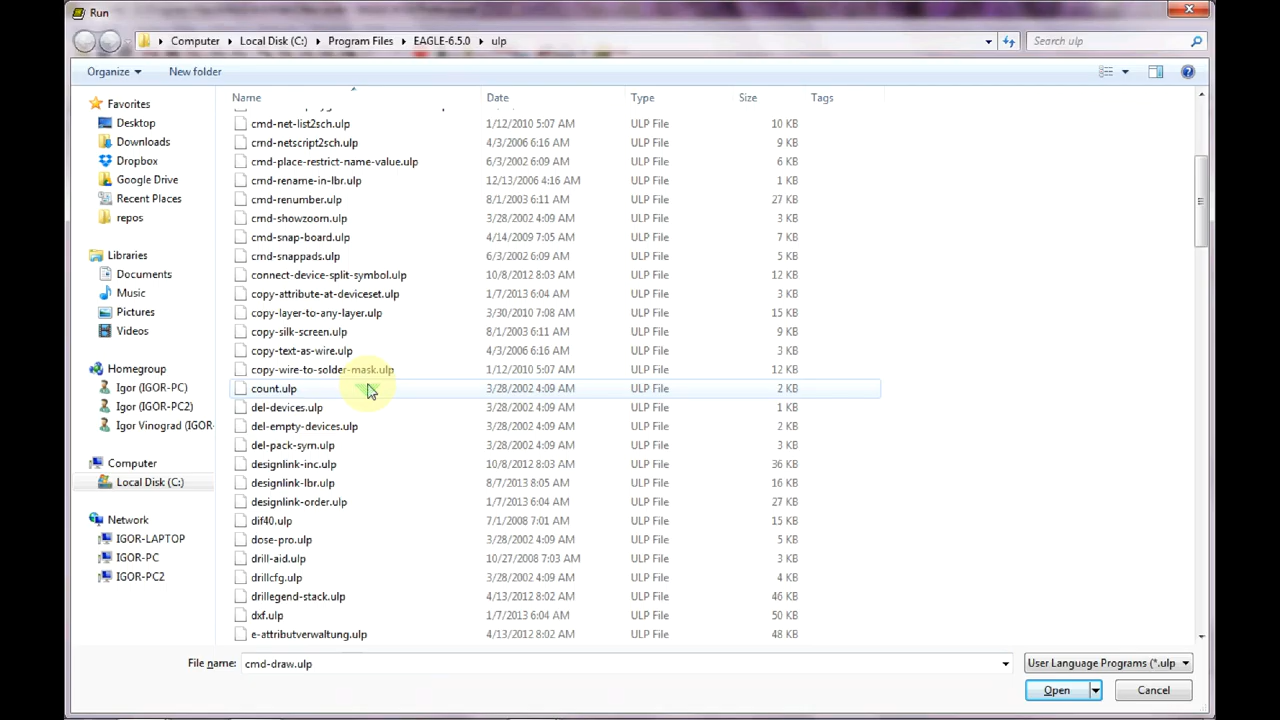 Run
Computer ▸ Local Disk (C:) ▸ Program Files ▸ EAGLE-6.5.0 ▸ ulp
Search ulp
Organize
New folder
Name Date Type Size Tags
cmd-net-list2sch.ulp 1/12/2010 5:07 AM ULP File 10 KB
cmd-netscript2sch.ulp 4/3/2006 6:16 AM ULP File 9 KB
cmd-place-restrict-name-value.ulp 6/3/2002 6:09 AM ULP File 6 KB
cmd-rename-in-lbr.ulp 12/13/2006 4:16 AM ULP File 1 KB
cmd-renumber.ulp 8/1/2003 6:11 AM ULP File 27 KB
cmd-showzoom.ulp 3/28/2002 4:09 AM ULP File 3 KB
cmd-snap-board.ulp 4/14/2009 7:05 AM ULP File 7 KB
cmd-snappads.ulp 6/3/2002 6:09 AM ULP File 5 KB
connect-device-split-symbol.ulp 10/8/2012 8:03 AM ULP File 12 KB
copy-attribute-at-deviceset.ulp 1/7/2013 6:04 AM ULP File 3 KB
copy-layer-to-any-layer.ulp 3/30/2010 7:08 AM ULP File 15 KB
copy-silk-screen.ulp 8/1/2003 6:11 AM ULP File 9 KB
copy-text-as-wire.ulp 4/3/2006 6:16 AM ULP File 3 KB
copy-wire-to-solder-mask.ulp 1/12/2010 5:07 AM ULP File 12 KB
count.ulp 3/28/2002 4:09 AM ULP File 2 KB
del-devices.ulp 3/28/2002 4:09 AM ULP File 1 KB
del-empty-devices.ulp 3/28/2002 4:09 AM ULP File 2 KB
del-pack-sym.ulp 3/28/2002 4:09 AM ULP File 3 KB
designlink-inc.ulp 10/8/2012 8:03 AM ULP File 36 KB
designlink-lbr.ulp 8/7/2013 8:05 AM ULP File 16 KB
designlink-order.ulp 1/7/2013 6:04 AM ULP File 27 KB
dif40.ulp 7/1/2008 7:01 AM ULP File 15 KB
dose-pro.ulp 3/28/2002 4:09 AM ULP File 5 KB
drill-aid.ulp 10/27/2008 7:03 AM ULP File 3 KB
drillcfg.ulp 3/28/2002 4:09 AM ULP File 4 KB
drillegend-stack.ulp 4/13/2012 8:02 AM ULP File 46 KB
dxf.ulp 1/7/2013 6:04 AM ULP File 50 KB
e-attributverwaltung.ulp 4/13/2012 8:02 AM ULP File 48 KB
Favorites
Desktop
Downloads
Dropbox
Google Drive
Recent Places
repos
Libraries
Documents
Music
Pictures
Videos
Homegroup
Igor (IGOR-PC)
Igor (IGOR-PC2)
Igor Vinograd (IGOR-
Computer
Local Disk (C:)
Network
IGOR-LAPTOP
IGOR-PC
IGOR-PC2
File name: cmd-draw.ulp
User Language Programs (*.ulp
Open
Cancel